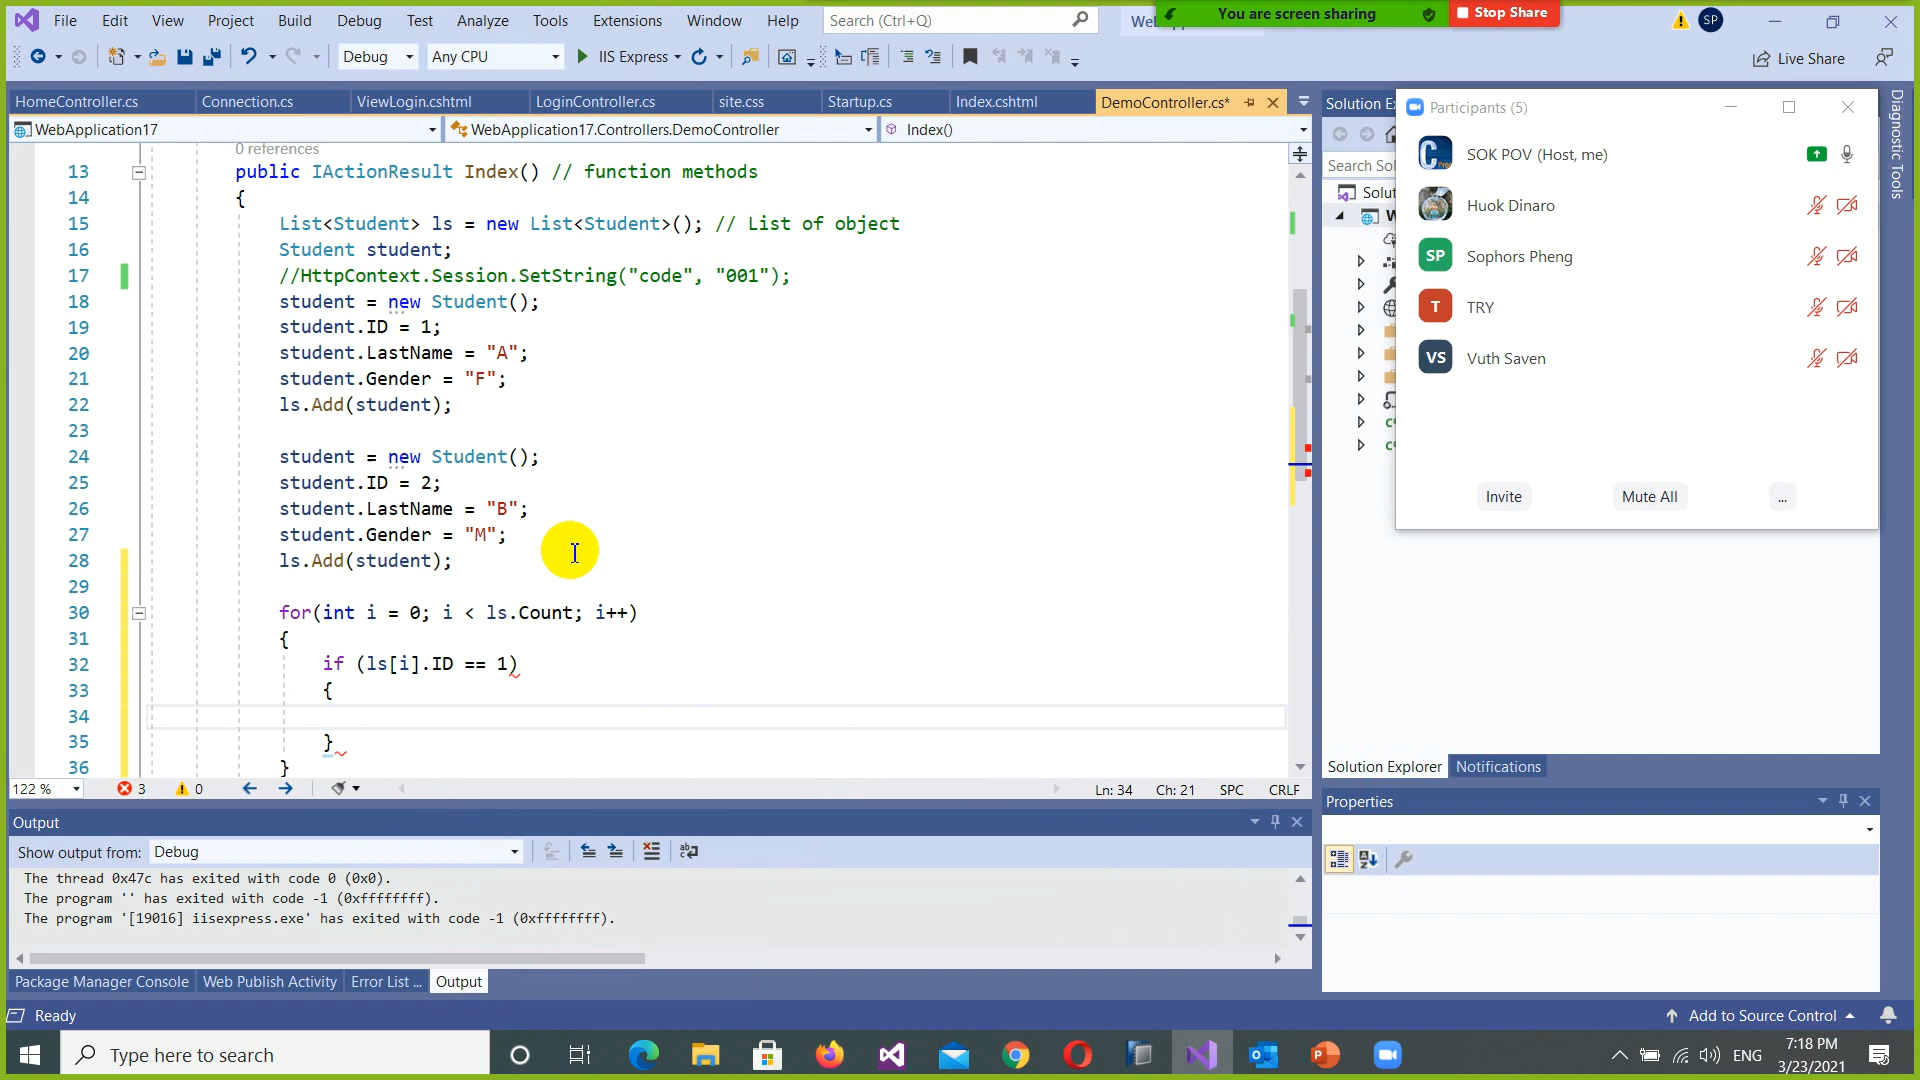 File Edit View Project Build Debug Test Analyze Tools Extensions Window Help Search (Ctrl+Q)
You are screen sharing Stop Share SP
Debug Any CPU IIS Express Live Share
HomeController.cs Connection.cs ViewLogin.cshtml LoginController.cs site.css Startup.cs Index.cshtml DemoController.cs*
WebApplication17 WebApplication17.Controllers.DemoController Index()
0 references
13 public IActionResult Index() // function methods
14 {
15 List<Student> ls = new List<Student>(); // List of object
16 Student student;
17 //HttpContext.Session.SetString("code", "001");
18 student = new Student();
19 student.ID = 1;
20 student.LastName = "A";
21 student.Gender = "F";
22 ls.Add(student);
23
24 student = new Student();
25 student.ID = 2;
26 student.LastName = "B";
27 student.Gender = "M";
28 ls.Add(student);
29
30 for(int i = 0; i < ls.Count; i++)
31 {
32 if (ls[i].ID == 1)
33 {
34
35 }
36 }
122 % 3 0 Ln: 34 Ch: 21 SPC CRLF
Output
Show output from: Debug
The thread 0x47c has exited with code 0 (0x0).
The program '' has exited with code -1 (0xffffffff).
The program '[19016] iisexpress.exe' has exited with code -1 (0xffffffff).
Package Manager Console Web Publish Activity Error List ... Output
Ready
Solution E
Search Sol
Solut
Participants (5)
SOK POV (Host, me)
Huok Dinaro
SP Sophors Pheng
T TRY
VS Vuth Saven
Invite Mute All ...
Diagnostic Tools
Solution Explorer Notifications
Properties
Add to Source Control
Type here to search
ENG
7:18 PM
3/23/2021